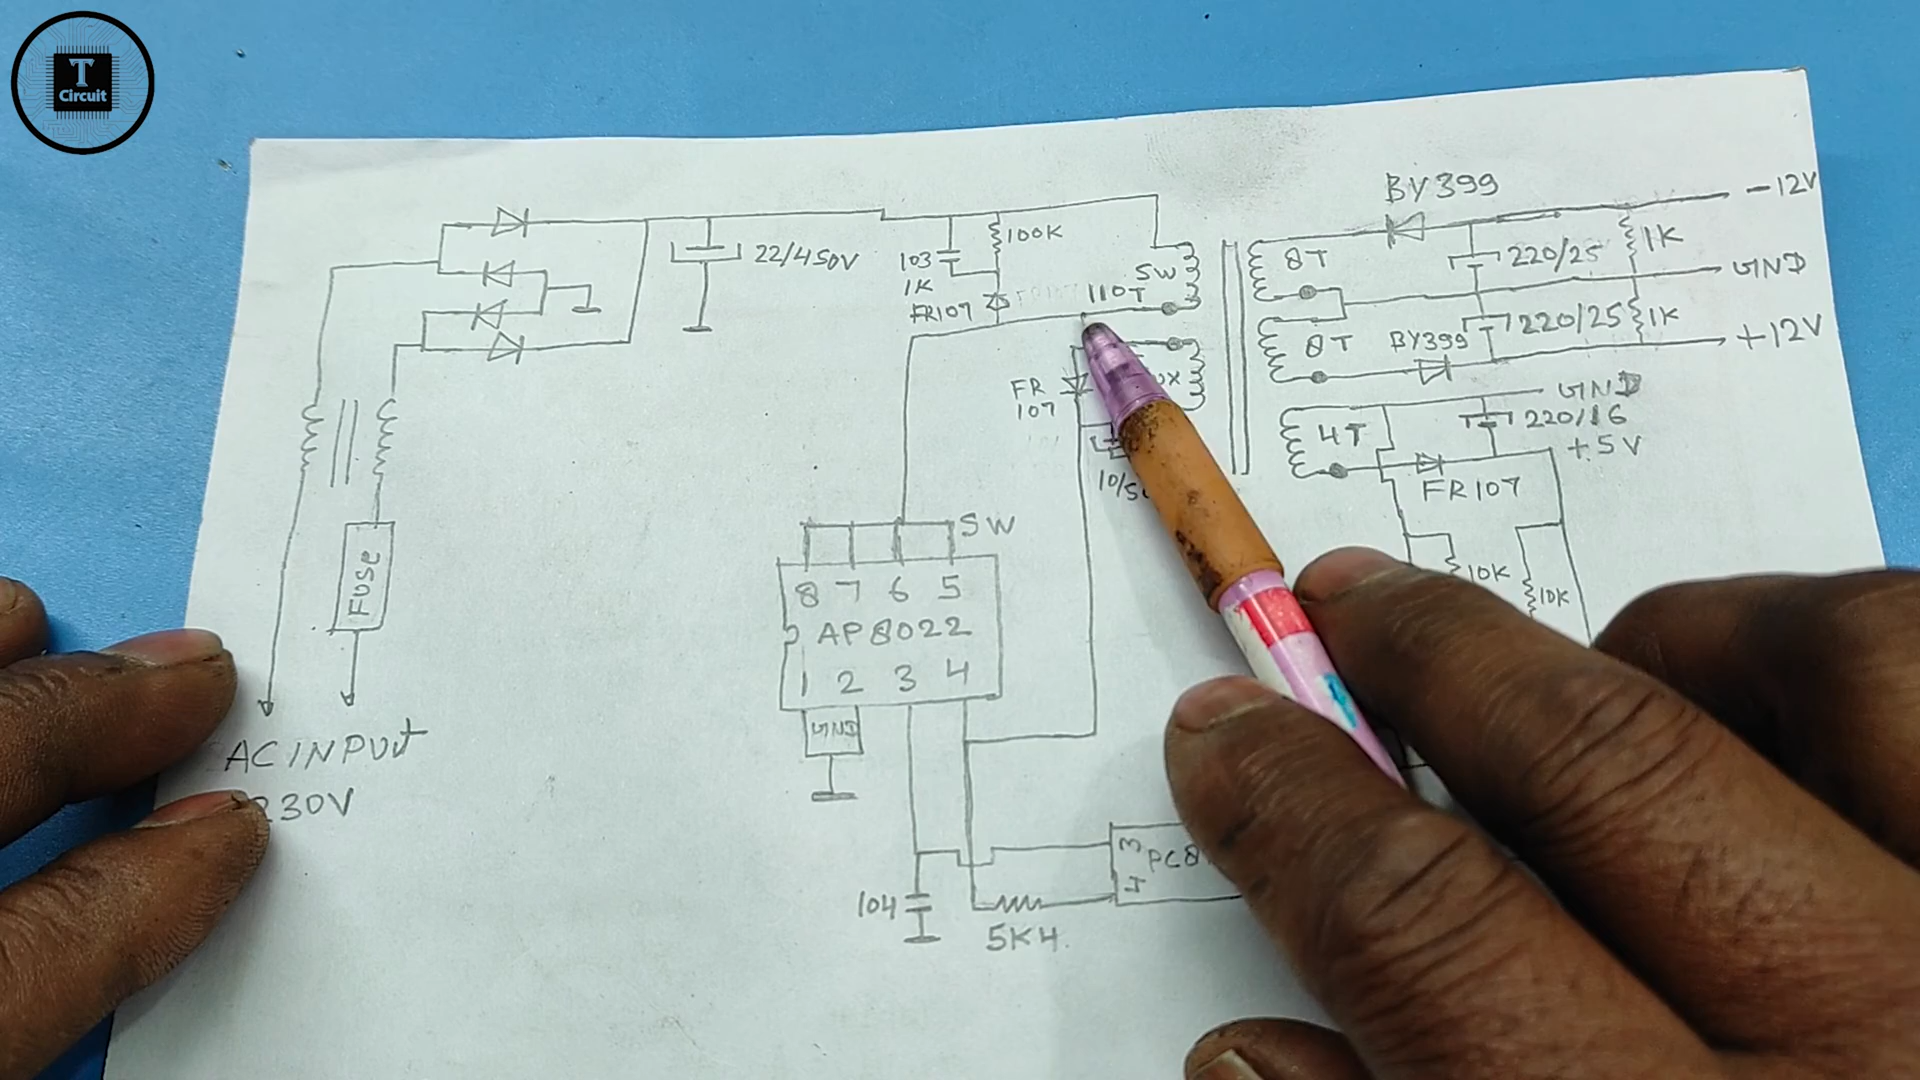 T
Circuit
BY399
-12V
22/450V
103
1K
100K
FR107
SW
110T
8T
220/25
1K
GND
8T
BY399
220/25
1K
+12V
FR
107
GND
4T
220/16
+5V
FR107
Fuse
SW
8 7 6 5
AP8022
1 2 3 4
GND
10K
10K
AC INPUT
230V
3
4
104
5K4